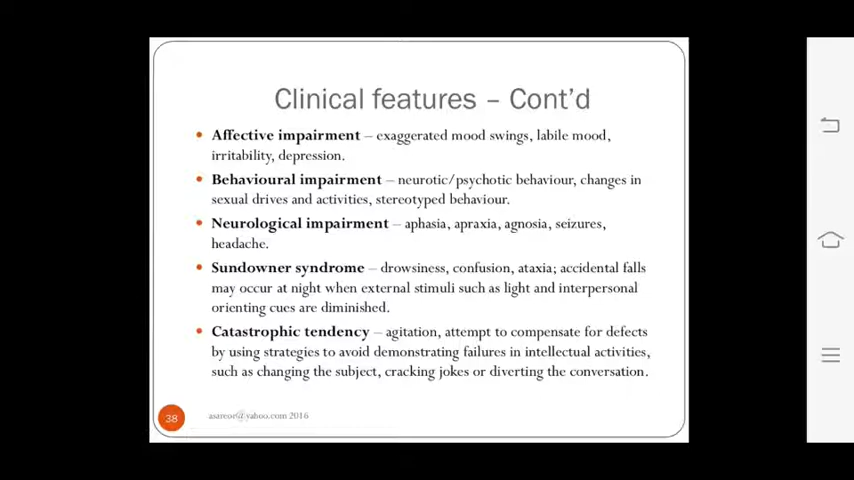 Clinical features – Cont'd
• Affective impairment – exaggerated mood swings, labile mood,
irritability, depression.
• Behavioural impairment – neurotic/psychotic behaviour, changes in
sexual drives and activities, stereotyped behaviour.
• Neurological impairment – aphasia, apraxia, agnosia, seizures,
headache.
• Sundowner syndrome – drowsiness, confusion, ataxia; accidental falls
may occur at night when external stimuli such as light and interpersonal
orienting cues are diminished.
• Catastrophic tendency – agitation, attempt to compensate for defects
by using strategies to avoid demonstrating failures in intellectual activities,
such as changing the subject, cracking jokes or diverting the conversation.
38
asareor@yahoo.com 2016